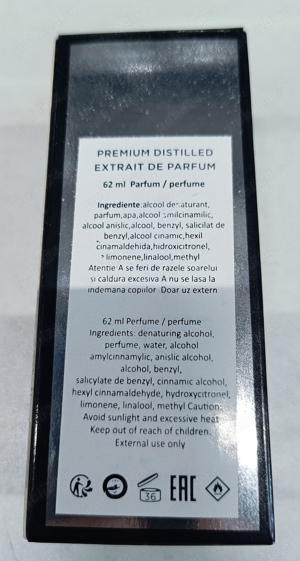 PREMIUM DISTILLED
EXTRAIT DE PARFUM
62 ml Parfum / perfume
Ingrediente:alcool denaturant,
parfum,apa,alcool amilcinamilic,
alcool anislic,alcool, benzyl, salicilat de
benzyl,alcool cinamic,hexil
cinamaldehida,hidroxicitronel,
limonene,linalool,methyl
Atentie A se feri de razele soarelui
si caldura excesiva A nu se lasa la
indemana copiilor Doar uz extern
62 ml Perfume / perfume
Ingredients: denaturing alcohol,
perfume, water, alcohol
amylcinnamylic, anislic alcohol,
alcohol, benzyl,
salicylate de benzyl, cinnamic alcohol,
hexyl cinnamaldehyde, hydroxycitronel,
limonene, linalool, methyl Caution:
Avoid sunlight and excessive heat
Keep out of reach of children.
External use only
36 EAC